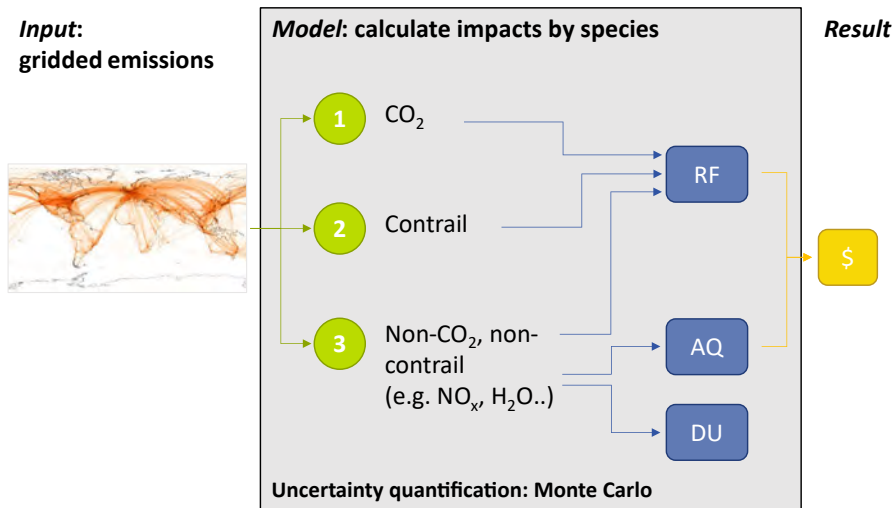 Input:
gridded emissions
Model: calculate impacts by species
Result
1
CO₂
RF
2
Contrail
$
3
Non-CO₂, non-
contrail
(e.g. NOₓ, H₂O..)
AQ
DU
Uncertainty quantification: Monte Carlo